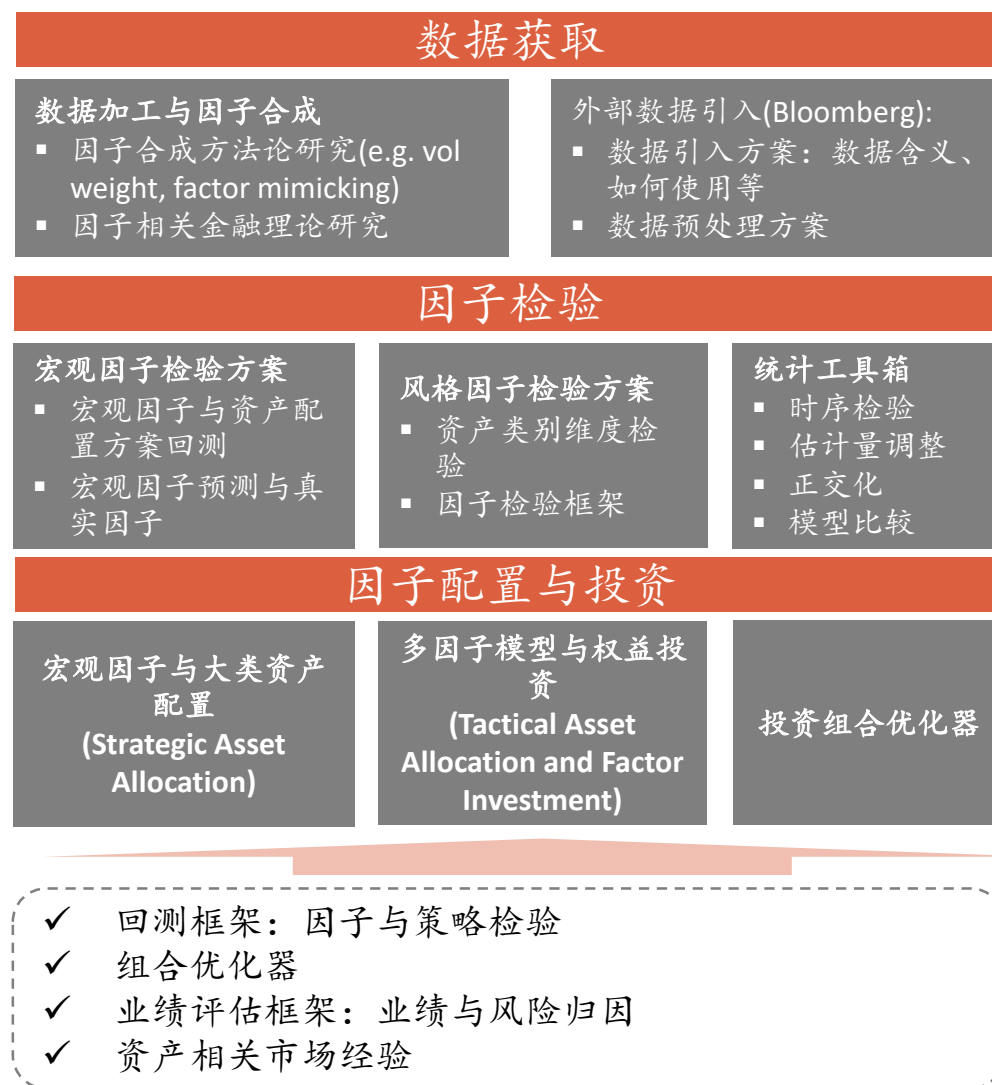 数据获取
数据加工与因子合成
▪ 因子合成方法论研究(e.g. vol
weight, factor mimicking)
▪ 因子相关金融理论研究
外部数据引入(Bloomberg):
▪ 数据引入方案：数据含义、
如何使用等
▪ 数据预处理方案
因子检验
宏观因子检验方案
▪ 宏观因子与资产配
置方案回测
▪ 宏观因子预测与真
实因子
风格因子检验方案
▪ 资产类别维度检
验
▪ 因子检验框架
统计工具箱
▪ 时序检验
▪ 估计量调整
▪ 正交化
▪ 模型比较
因子配置与投资
宏观因子与大类资产
配置
(Strategic Asset
Allocation)
多因子模型与权益投
资
(Tactical Asset
Allocation and Factor
Investment)
投资组合优化器
✓ 回测框架：因子与策略检验
✓ 组合优化器
✓ 业绩评估框架：业绩与风险归因
✓ 资产相关市场经验